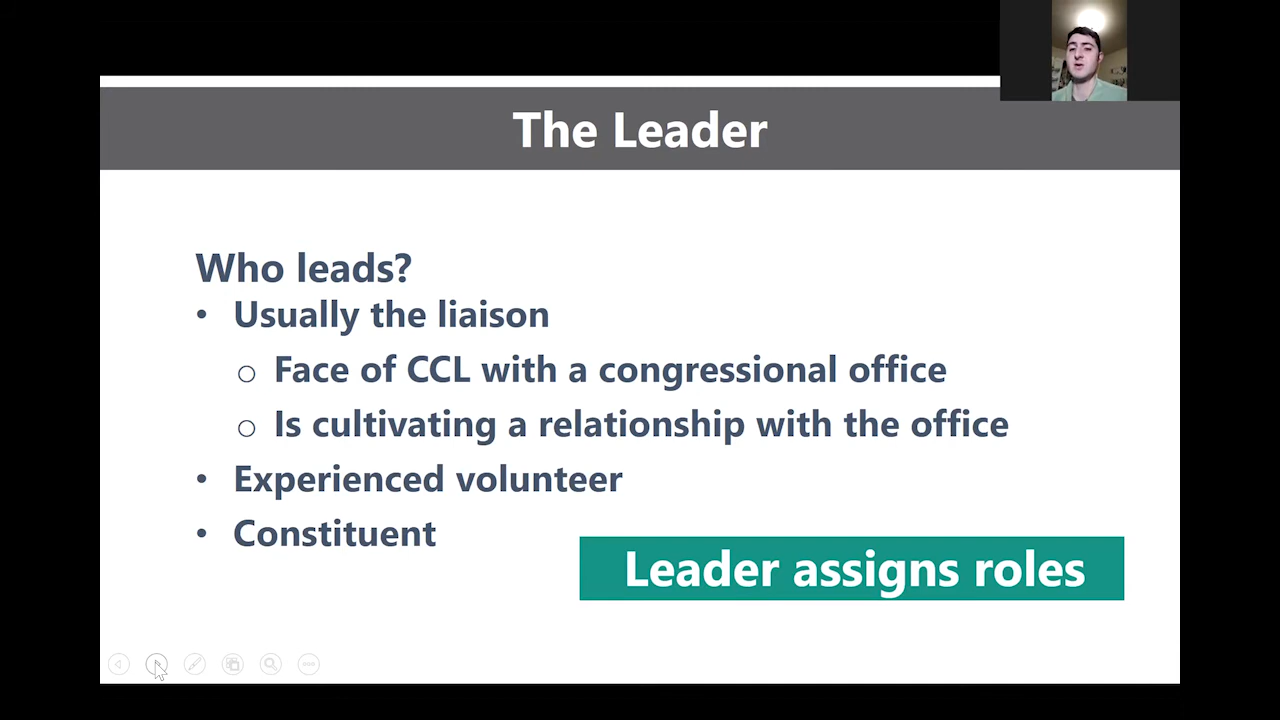 The Leader
Who leads?
• Usually the liaison
o Face of CCL with a congressional office
o Is cultivating a relationship with the office
• Experienced volunteer
• Constituent
Leader assigns roles